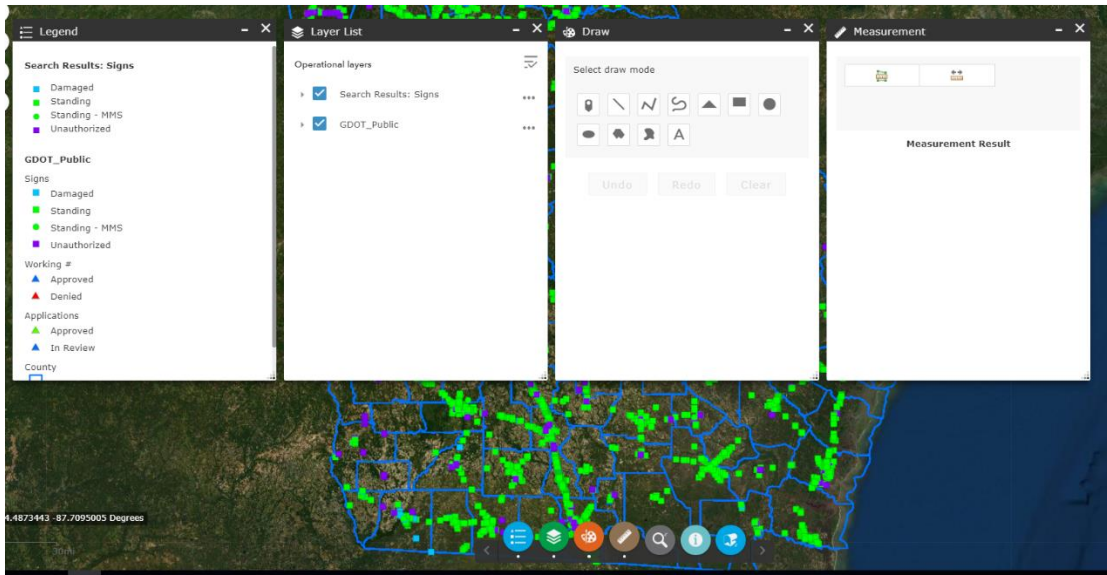 Legend
Search Results: Signs
Damaged
Standing
Standing - MMS
Unauthorized
GDOT_Public
Signs
Damaged
Standing
Standing - MMS
Unauthorized
Working #
Approved
Denied
Applications
Approved
In Review
County
Layer List
Operational layers
Search Results: Signs
GDOT_Public
Draw
Select draw mode
A
Undo Redo Clear
Measurement
Measurement Result
4.4873443 -87.7095005 Degrees
30mi